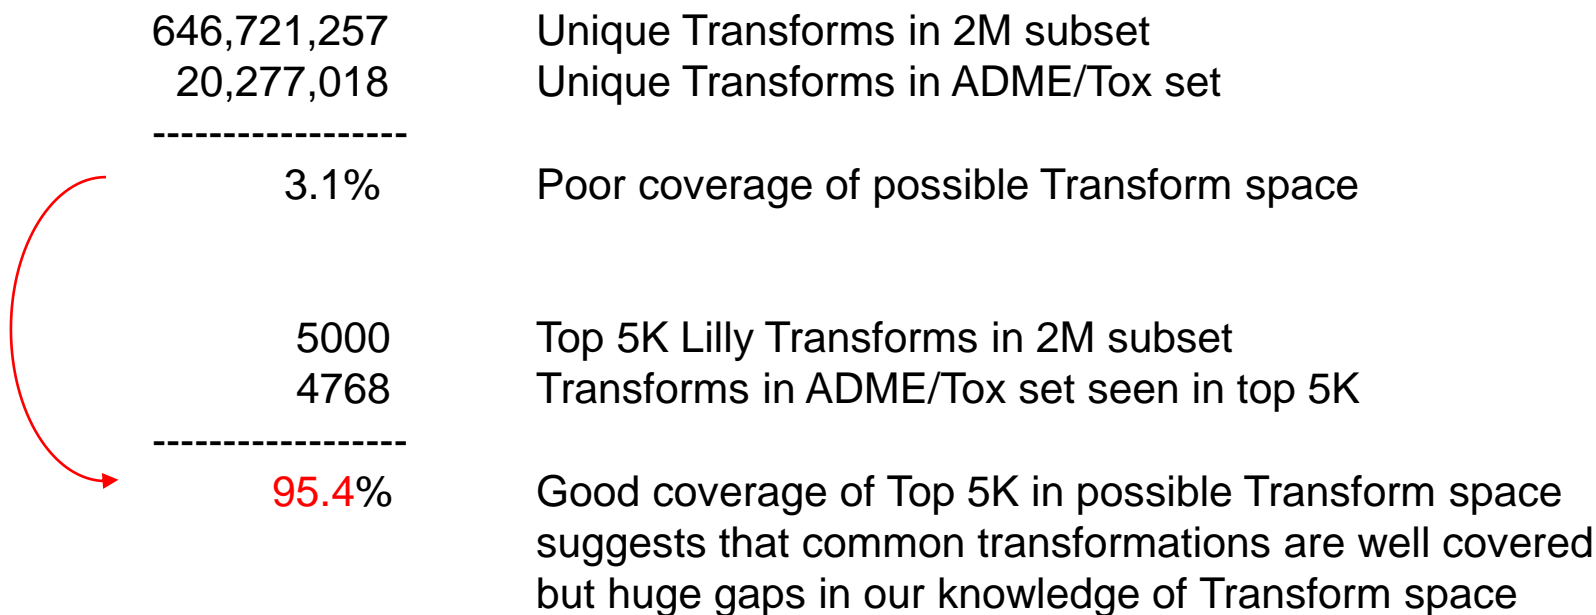 646,721,257 Unique Transforms in 2M subset
20,277,018 Unique Transforms in ADME/Tox set
------------------
3.1% Poor coverage of possible Transform space
5000 Top 5K Lilly Transforms in 2M subset
4768 Transforms in ADME/Tox set seen in top 5K
------------------
95.4% Good coverage of Top 5K in possible Transform space
suggests that common transformations are well covered
but huge gaps in our knowledge of Transform space